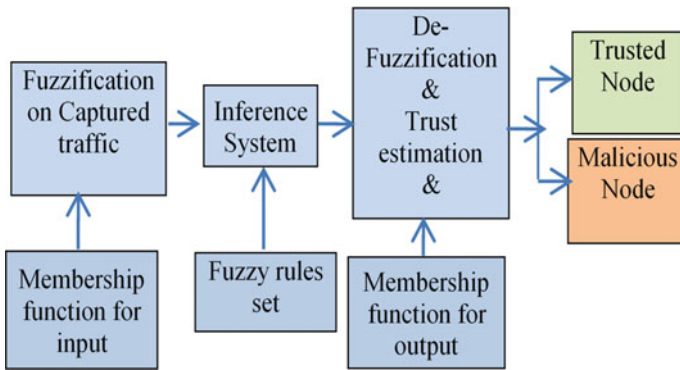 Fuzzification
on Captured
traffic
Inference
System
De-
Fuzzification
&
Trust
estimation
&
Trusted
Node
Malicious
Node
Membership
function for
input
Fuzzy rules
set
Membership
function for
output